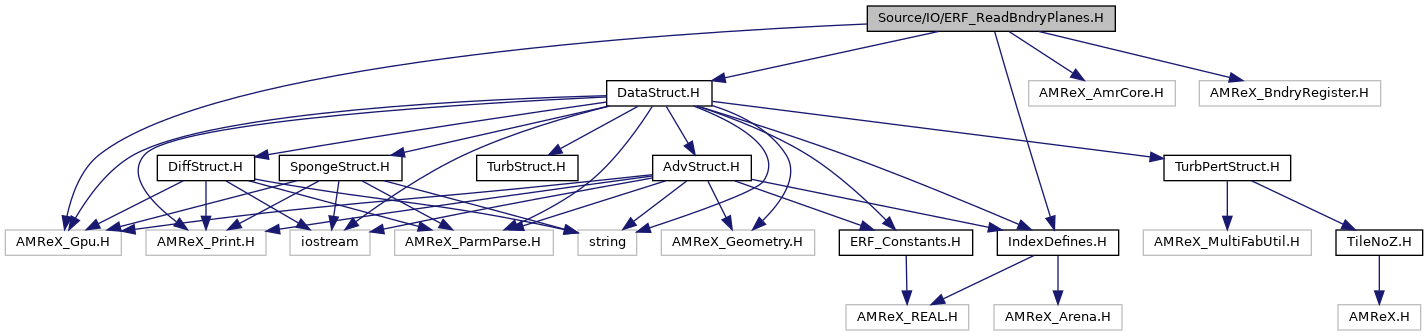 Source/IO/ERF_ReadBndryPlanes.H
DataStruct.H
AMReX_AmrCore.H
AMReX_BndryRegister.H
DiffStruct.H
SpongeStruct.H
TurbStruct.H
AdvStruct.H
TurbPertStruct.H
AMReX_Gpu.H
AMReX_Print.H
iostream
AMReX_ParmParse.H
string
AMReX_Geometry.H
ERF_Constants.H
IndexDefines.H
AMReX_MultiFabUtil.H
TileNoZ.H
AMReX_REAL.H
AMReX_Arena.H
AMReX.H